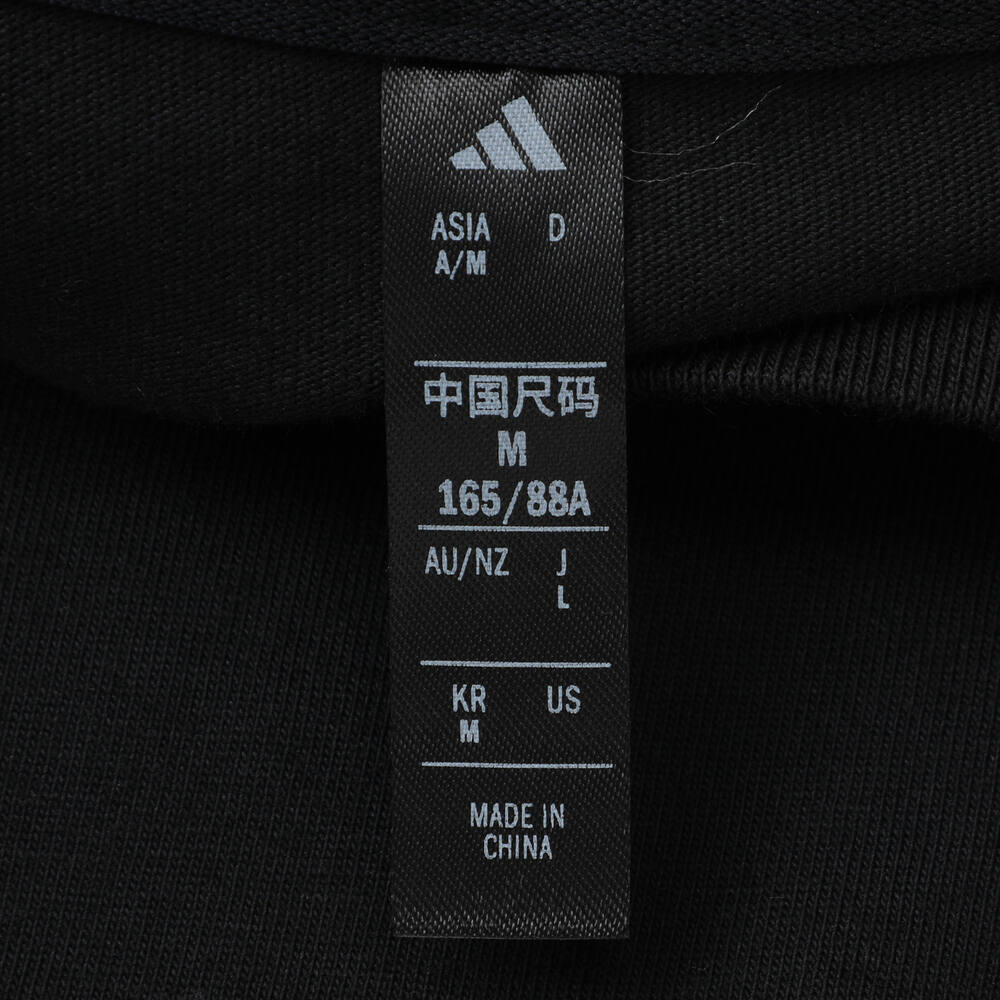 ASIA D
A/M
中国尺码
M
165/88A
AU/NZ J
L
KR US
M
MADE IN
CHINA